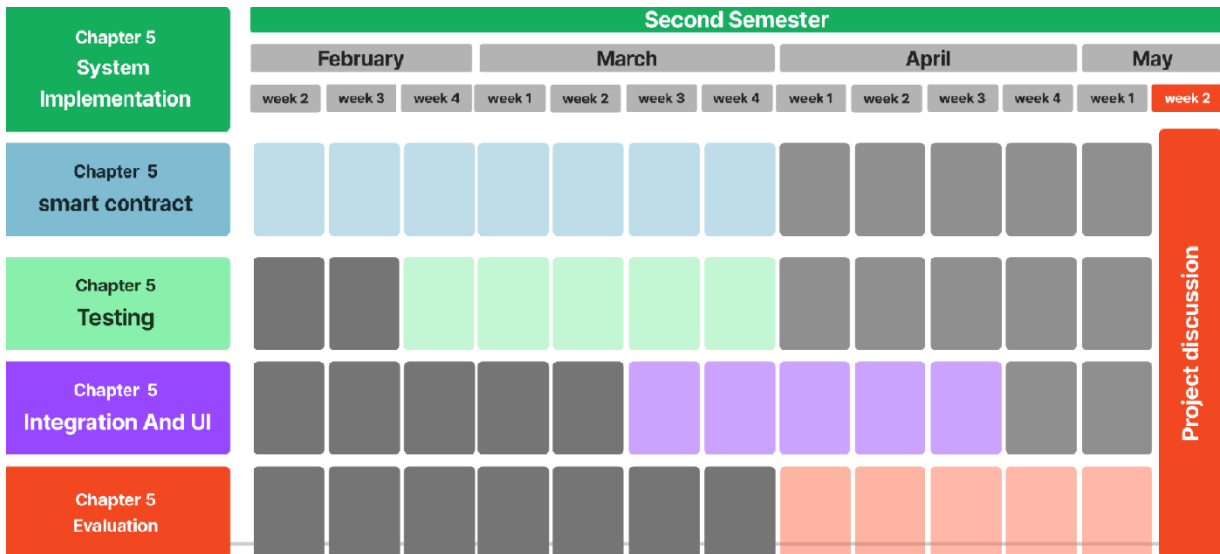 Chapter 5
System
Implementation
Second Semester
February March April May
week 2 week 3 week 4 week 1 week 2 week 3 week 4 week 1 week 2 week 3 week 4 week 1 week 2
Chapter 5
smart contract
Chapter 5
Testing
Chapter 5
Integration And UI
Chapter 5
Evaluation
Project discussion